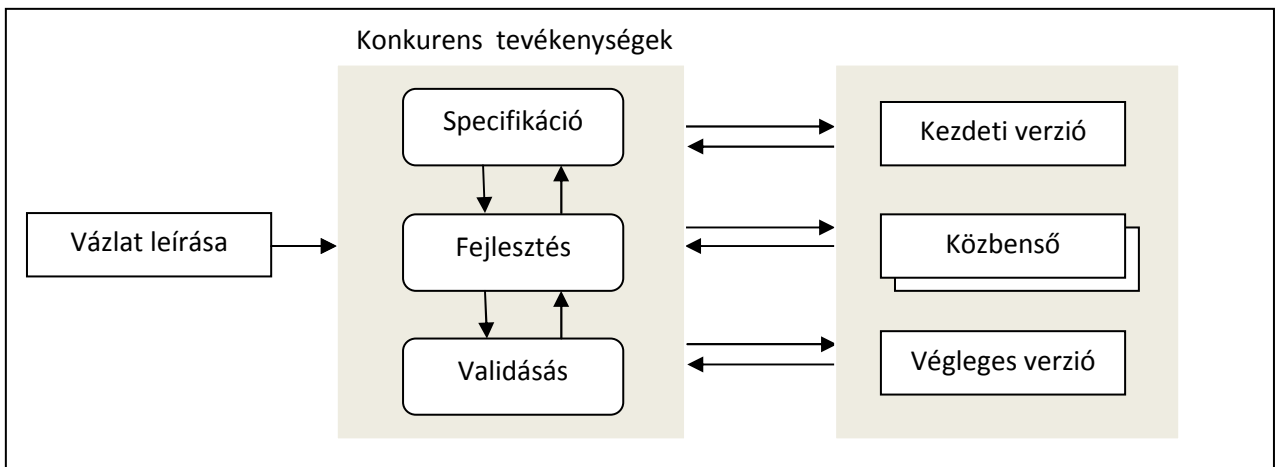 Konkurens tevékenységek
Specifikáció
Kezdeti verzió
Vázlat leírása
Fejlesztés
Közbenső
Validásás
Végleges verzió